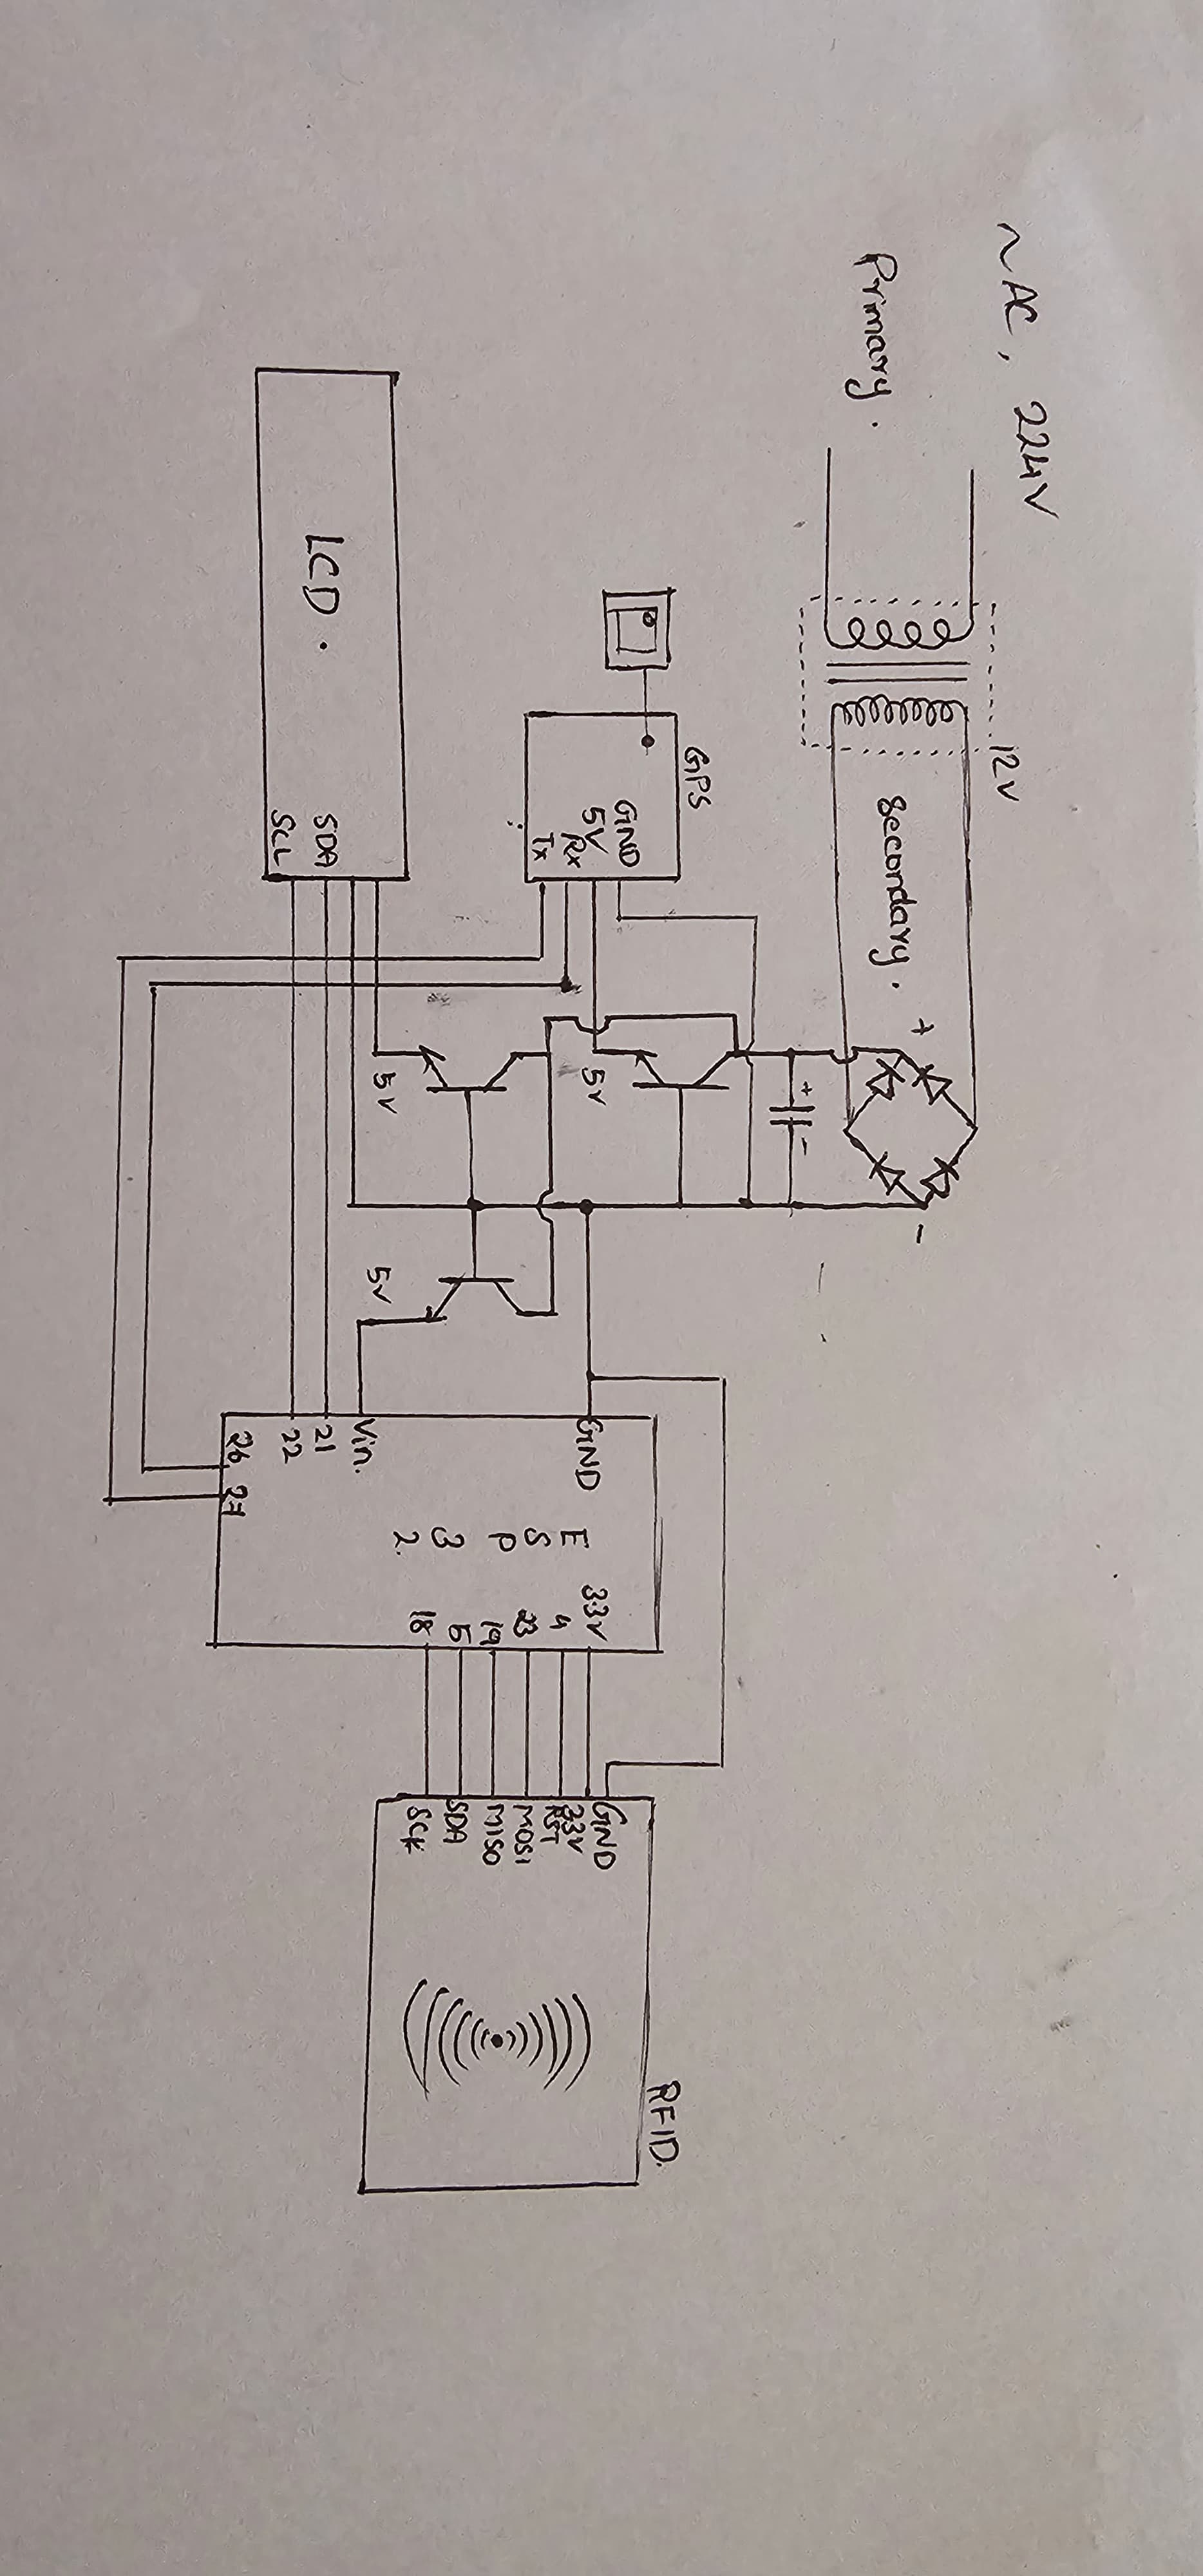 ~ AC, 224V
Primary.
12V
Secondary.
+
-
+
-
GPS
GND
5V
Rx
Tx
5V
5V
5V
LCD.
SDA
SCL
GND
Vin.
21
22
26
27
ESP
32.
3.3V
4
23
19
5
18
GND
3.3V
RST
MOSI
MISO
SDA
SCK
RFID.